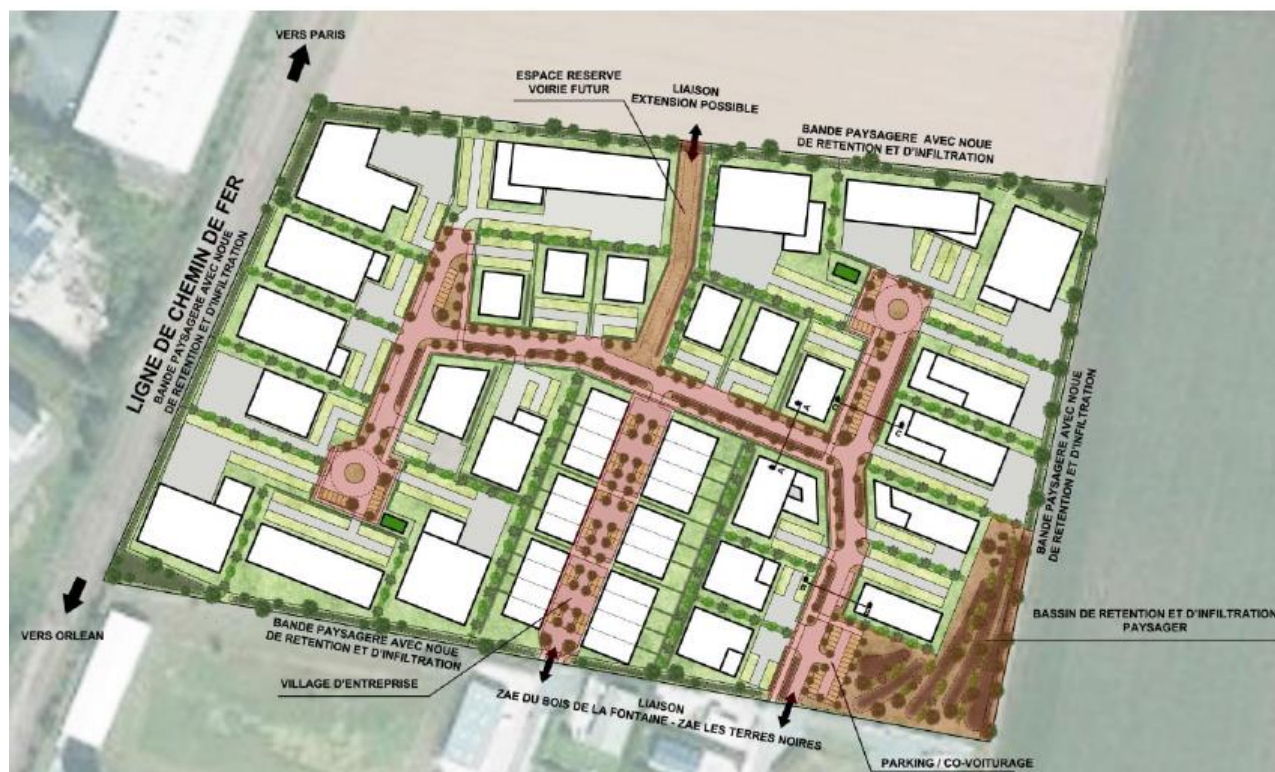 VERS PARIS
ESPACE RESERVE
VOIRIE FUTUR
LIAISON
EXTENSION POSSIBLE
BANDE PAYSAGERE AVEC NOUE
DE RETENTION ET D'INFILTRATION
LIGNE DE CHEMIN DE FER
BANDE PAYSAGERE AVEC NOUE
DE RETENTION ET D'INFILTRATION
BANDE PAYSAGERE AVEC NOUE
DE RETENTION ET D'INFILTRATION
A
A
C
BASSIN DE RETENTION ET D'INFILTRATION
PAYSAGER
VERS ORLEAN
BANDE PAYSAGERE AVEC NOUE
DE RETENTION ET D'INFILTRATION
VILLAGE D'ENTREPRISE
LIAISON
ZAE DU BOIS DE LA FONTAINE - ZAE LES TERRES NOIRES
PARKING / CO-VOITURAGE